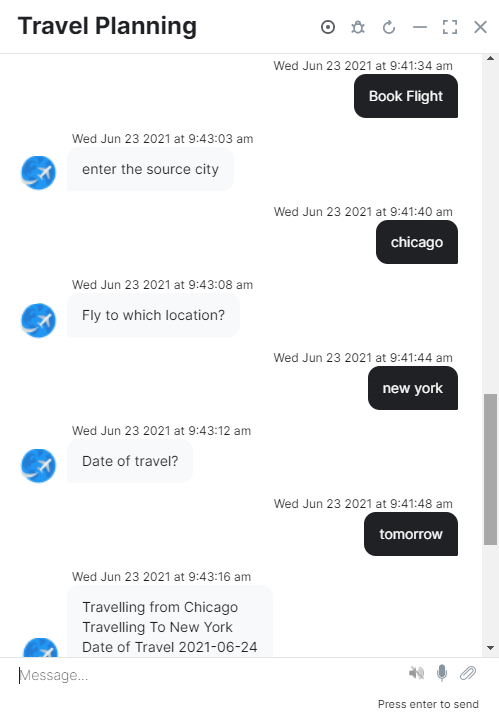 Travel Planning
Wed Jun 23 2021 at 9:41:34 am
Book Flight
Wed Jun 23 2021 at 9:43:03 am
enter the source city
Wed Jun 23 2021 at 9:41:40 am
chicago
Wed Jun 23 2021 at 9:43:08 am
Fly to which location?
Wed Jun 23 2021 at 9:41:44 am
new york
Wed Jun 23 2021 at 9:43:12 am
Date of travel?
Wed Jun 23 2021 at 9:41:48 am
tomorrow
Wed Jun 23 2021 at 9:43:16 am
Travelling from Chicago
Travelling To New York
Date of Travel 2021-06-24
Message...
Press enter to send